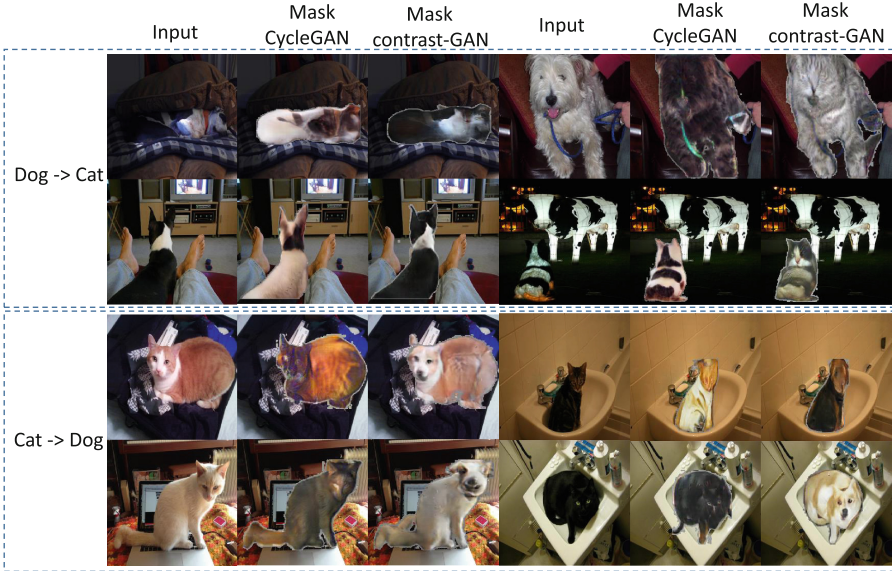 Input
Mask
CycleGAN
Mask
contrast-GAN
Input
Mask
CycleGAN
Mask
contrast-GAN
Dog -> Cat
Cat -> Dog